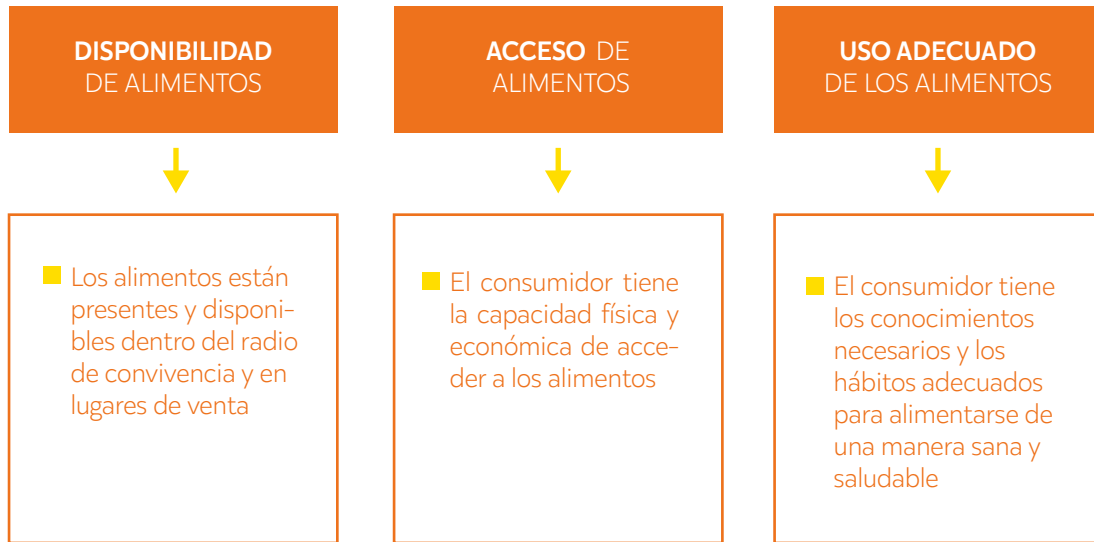 DISPONIBILIDAD
DE ALIMENTOS
Los alimentos están
presentes y disponi-
bles dentro del radio
de convivencia y en
lugares de venta
ACCESO DE
ALIMENTOS
El consumidor tiene
la capacidad física y
económica de acce-
der a los alimentos
USO ADECUADO
DE LOS ALIMENTOS
El consumidor tiene
los conocimientos
necesarios y los
hábitos adecuados
para alimentarse de
una manera sana y
saludable